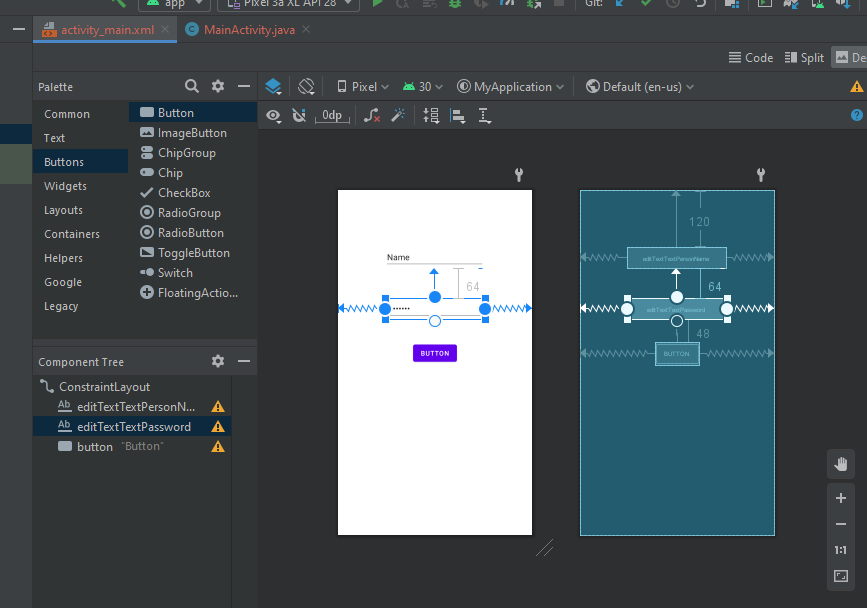 app
Pixel 3a XL API 28
Git:
activity_main.xml
MainActivity.java
Code
Split
De
Palette
Pixel
30
MyApplication
Default (en-us)
0dp
Common
Text
Buttons
Widgets
Layouts
Containers
Helpers
Google
Legacy
Button
ImageButton
ChipGroup
Chip
CheckBox
RadioGroup
RadioButton
ToggleButton
Switch
FloatingActio...
Component Tree
ConstraintLayout
Ab editTextTextPersonN...
Ab editTextTextPassword
button "Button"
Name
64
BUTTON
120
editTextTextPersonName
64
editTextTextPassword
48
BUTTON
1:1